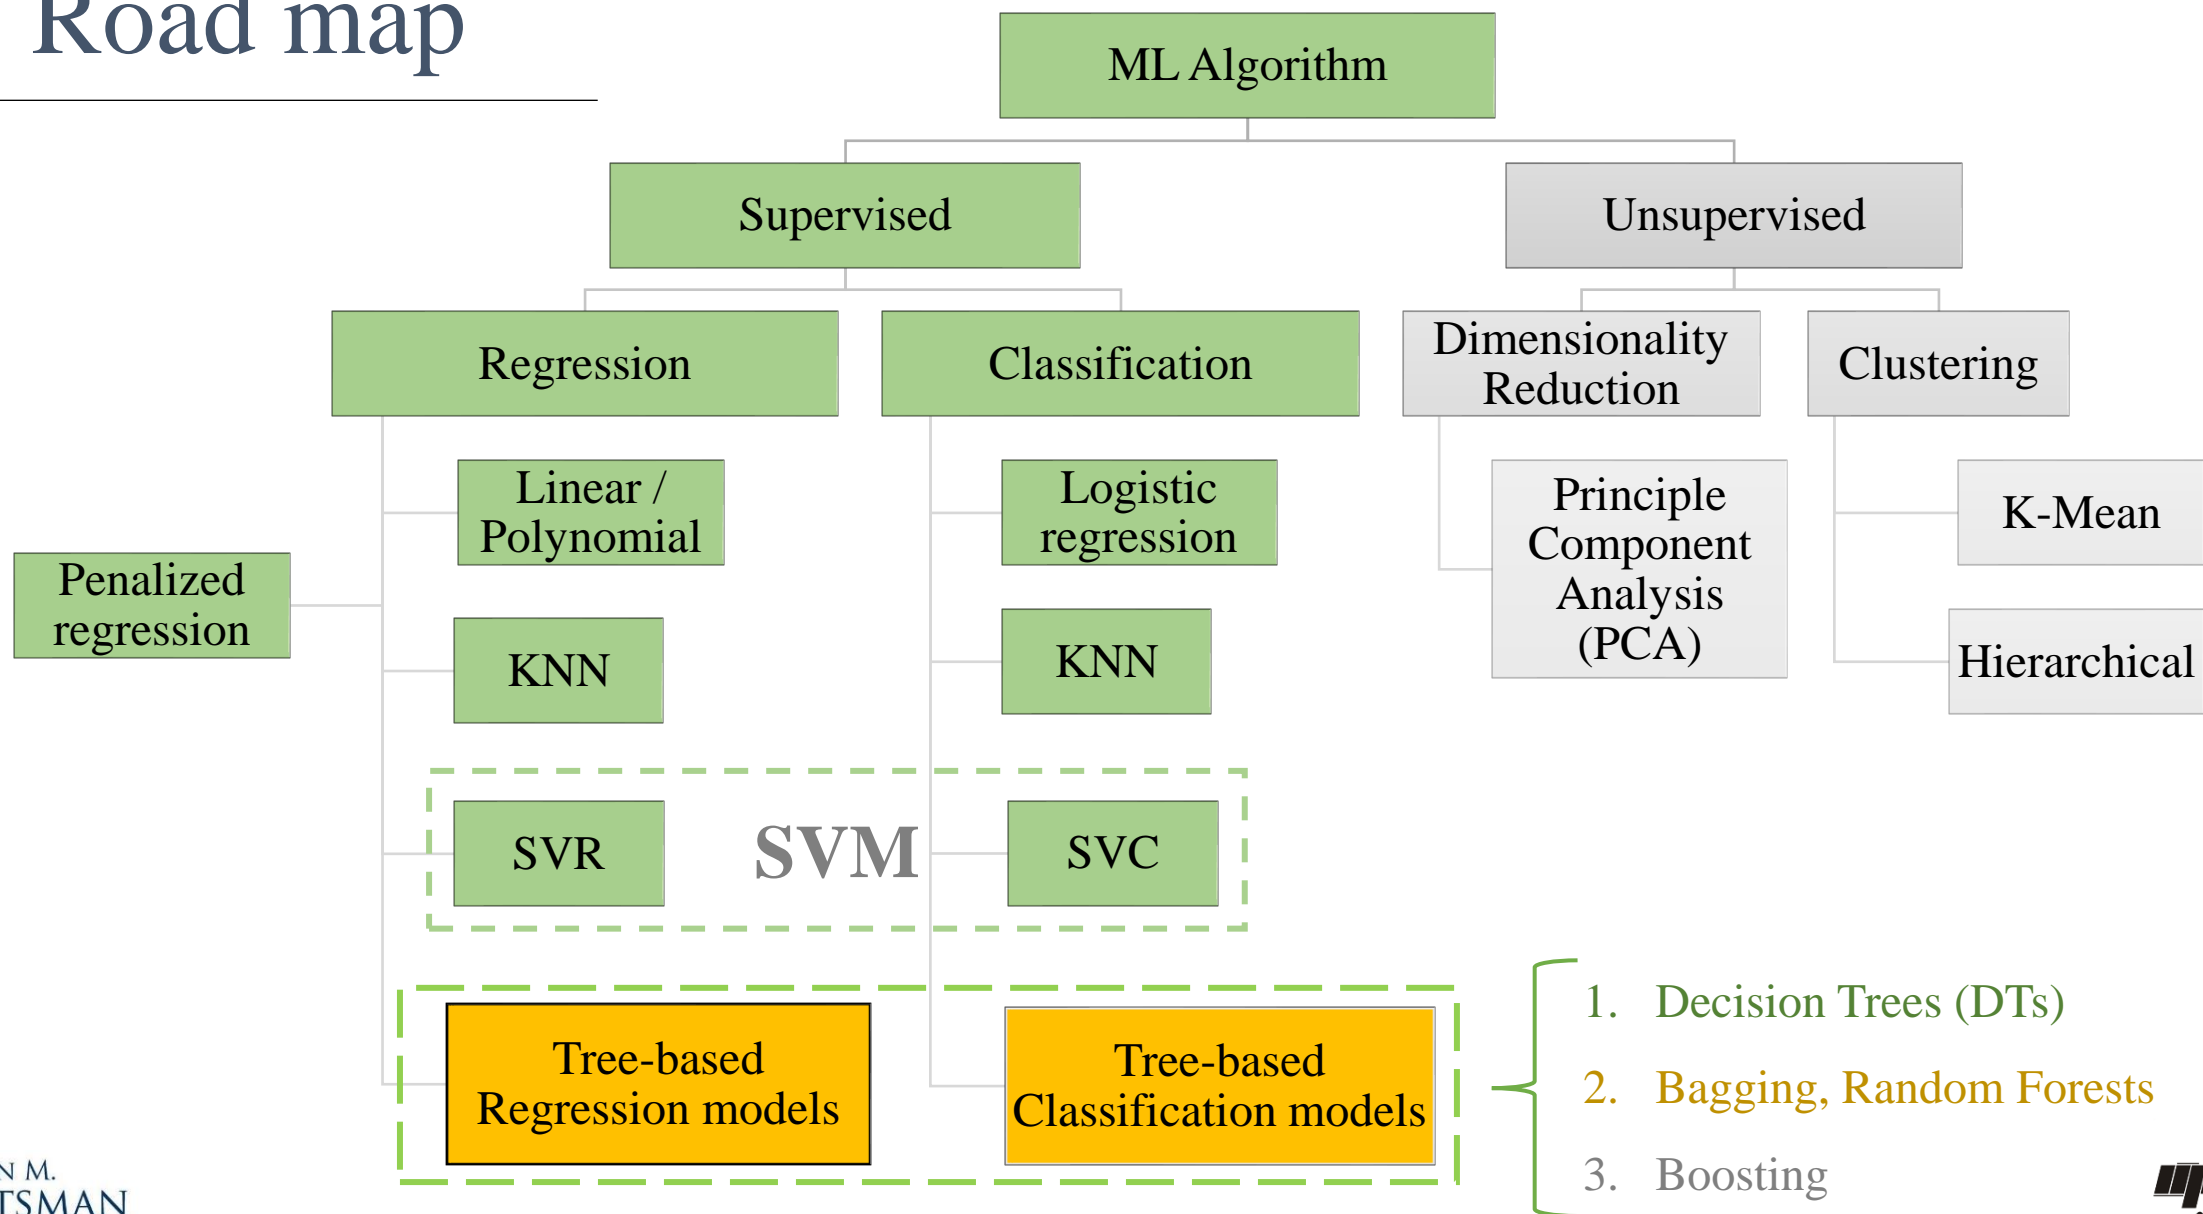 Road map
ML Algorithm
Supervised
Unsupervised
Regression
Classification
Dimensionality
Reduction
Clustering
Linear /
Polynomial
Logistic
regression
Principle
Component
Analysis
(PCA)
K-Mean
Penalized
regression
KNN
KNN
Hierarchical
SVR
SVM
SVC
Tree-based
Regression models
Tree-based
Classification models
1. Decision Trees (DTs)
2. Bagging, Random Forests
3. Boosting
N M.
TSMAN